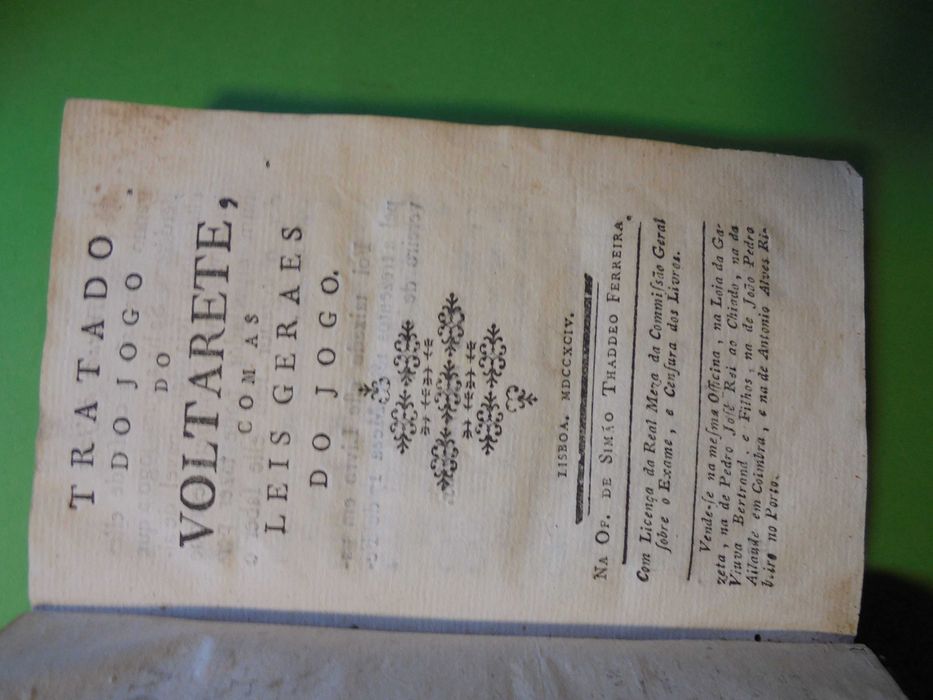 TRATADO
DO JOGO
DO
VOLTARETE,
COM AS
LEIS GERAES
DO JOGO.
LISBOA. MDCCXCIV.
NA OF. DE SIMÃO THADDEO FERREIRA.
Com Licença da Real Meza da Commiſsão Geral
ſobre o Exame, e Cenſura dos Livros.
Vende-ſe na meſma Officina, na Loja da Ga-
zeta, na de Pedro Joſé Rei ao Chiado, na da
Viuva Bertrand, e Filhos, na de João Pedro
Ailaúde em Coimbra, e na de Antonio Alves Ri-
beiro no Porto.